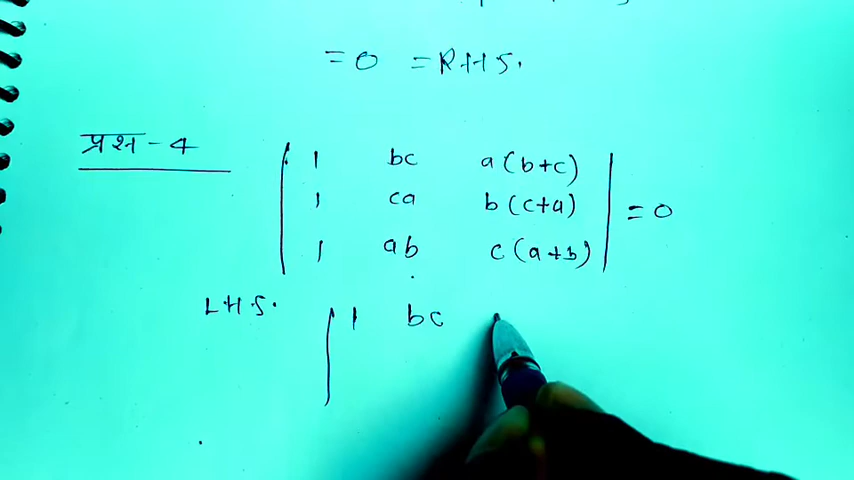 =0 =RHS.
प्रश्न-4
| 1 bc a(b+c) |
| 1 ca b(c+a) | =0
| 1 ab c(a+b) |
LHS. | 1 bc